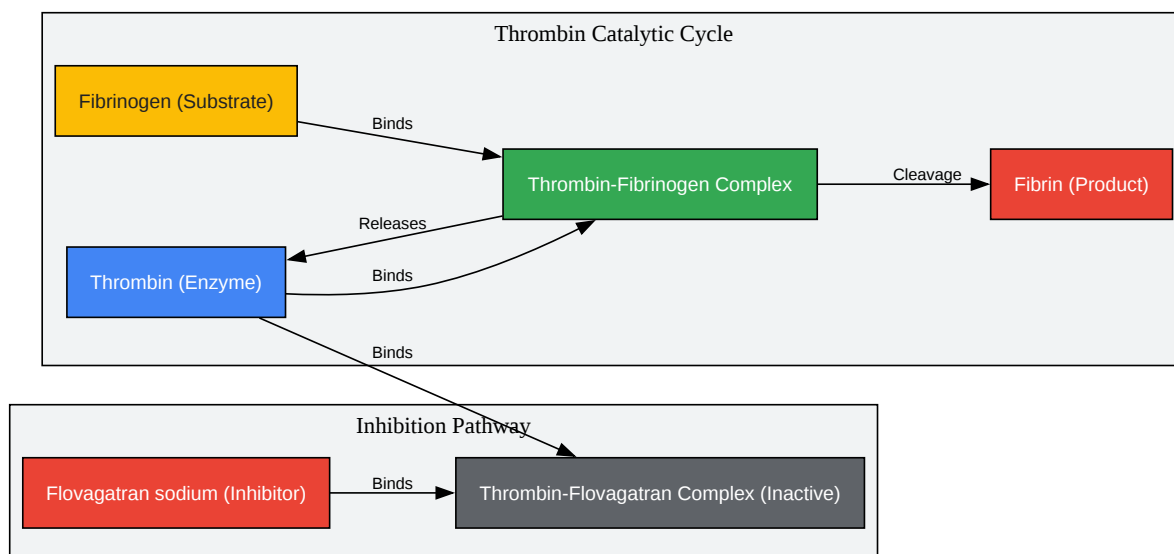 Thrombin Catalytic Cycle
Fibrinogen (Substrate)
Binds
Thrombin-Fibrinogen Complex
Cleavage
Fibrin (Product)
Releases
Thrombin (Enzyme)
Binds
Binds
Inhibition Pathway
Flovagatran sodium (Inhibitor)
Binds
Thrombin-Flovagatran Complex (Inactive)